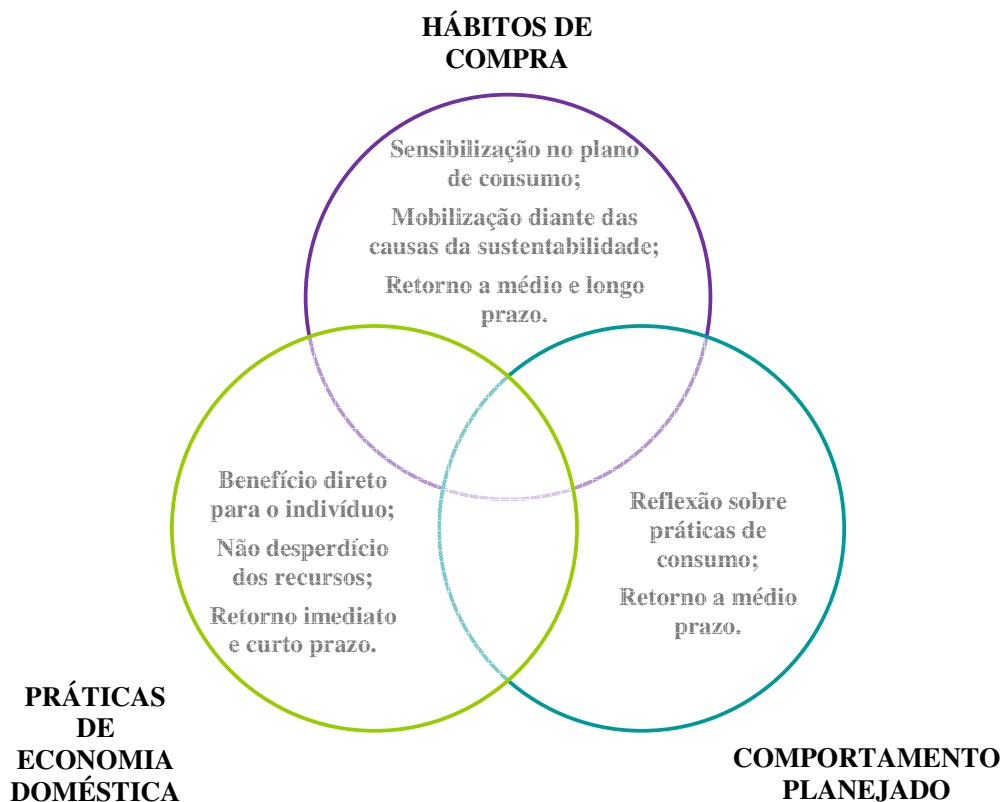 HÁBITOS DE
COMPRA
Sensibilização no plano
de consumo;
Mobilização diante das
causas da sustentabilidade;
Retorno a médio e longo
prazo.
Benefício direto
para o indivíduo;
Não desperdício
dos recursos;
Retorno imediato
e curto prazo.
Reflexão sobre
práticas de
consumo;
Retorno a médio
prazo.
PRÁTICAS
DE
ECONOMIA
DOMÉSTICA
COMPORTAMENTO
PLANEJADO